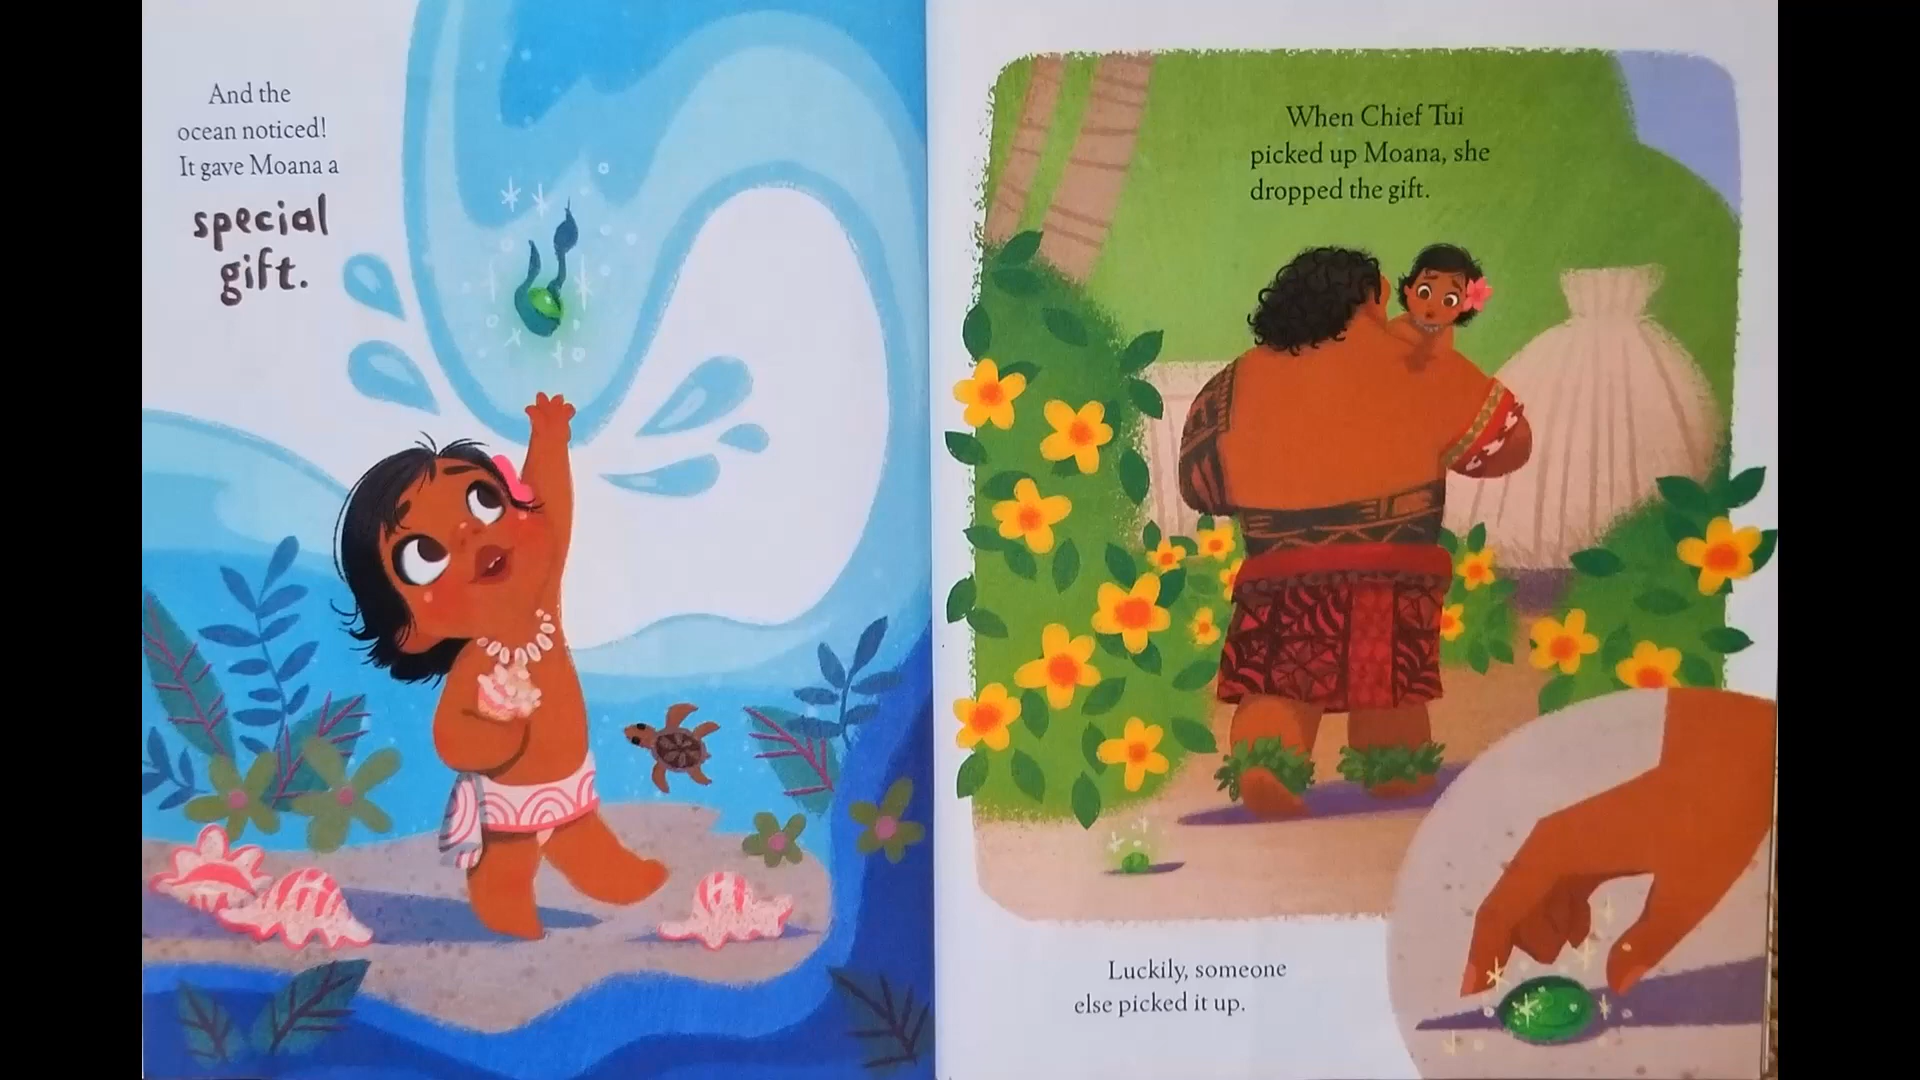 And the
ocean noticed!
It gave Moana a
special
gift.
When Chief Tui
picked up Moana, she
dropped the gift.
Luckily, someone
else picked it up.